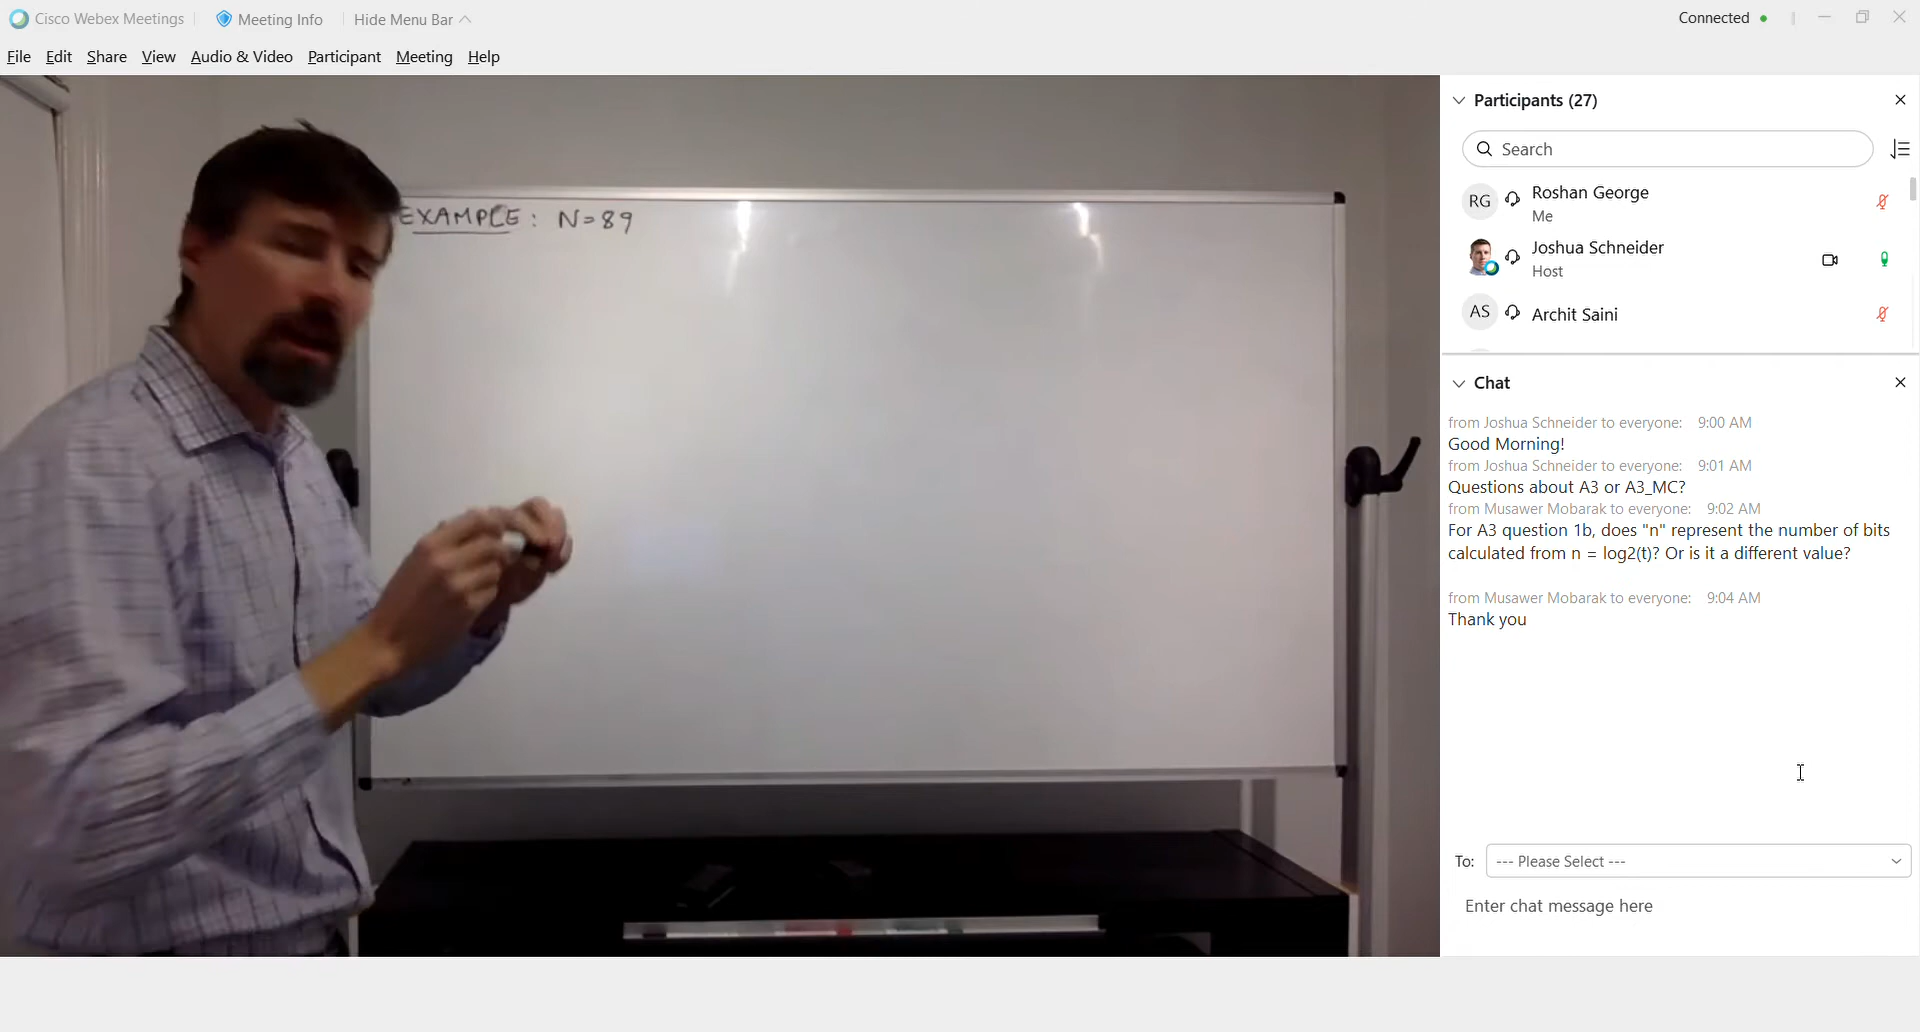 Cisco Webex Meetings
Meeting Info
Hide Menu Bar
Connected
File Edit Share View Audio & Video Participant Meeting Help
EXAMPLE : N=89
Participants (27)
Search
RG
Roshan George
Me
Joshua Schneider
Host
AS
Archit Saini
Chat
from Joshua Schneider to everyone: 9:00 AM
Good Morning!
from Joshua Schneider to everyone: 9:01 AM
Questions about A3 or A3_MC?
from Musawer Mobarak to everyone: 9:02 AM
For A3 question 1b, does "n" represent the number of bits
calculated from n = log2(t)? Or is it a different value?
from Musawer Mobarak to everyone: 9:04 AM
Thank you
To: --- Please Select ---
Enter chat message here